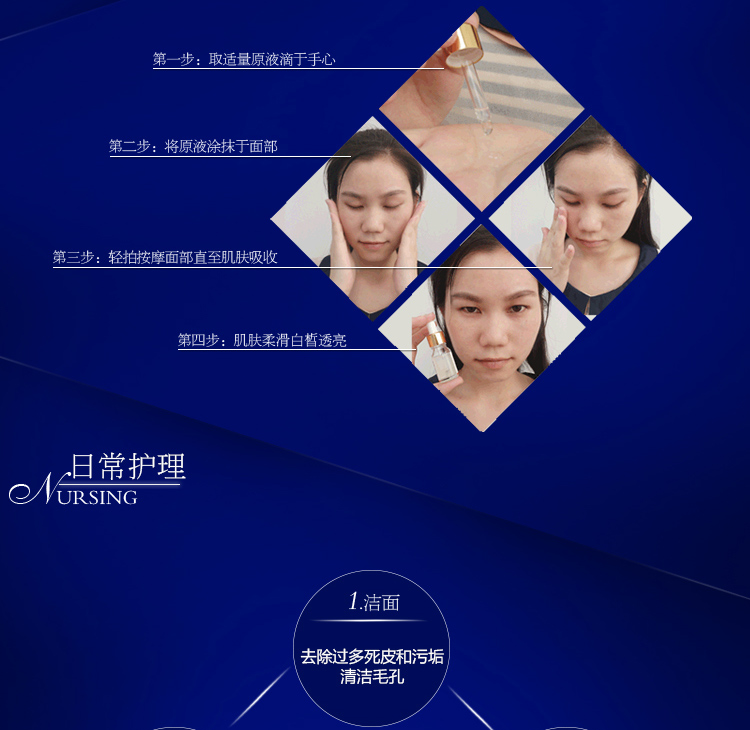 第一步：取适量原液滴于手心
第二步：将原液涂抹于面部
第三步：轻拍按摩面部直至肌肤吸收
第四步：肌肤柔滑白皙透亮
日常护理
NURSING
1.洁面
去除过多死皮和污垢
清洁毛孔